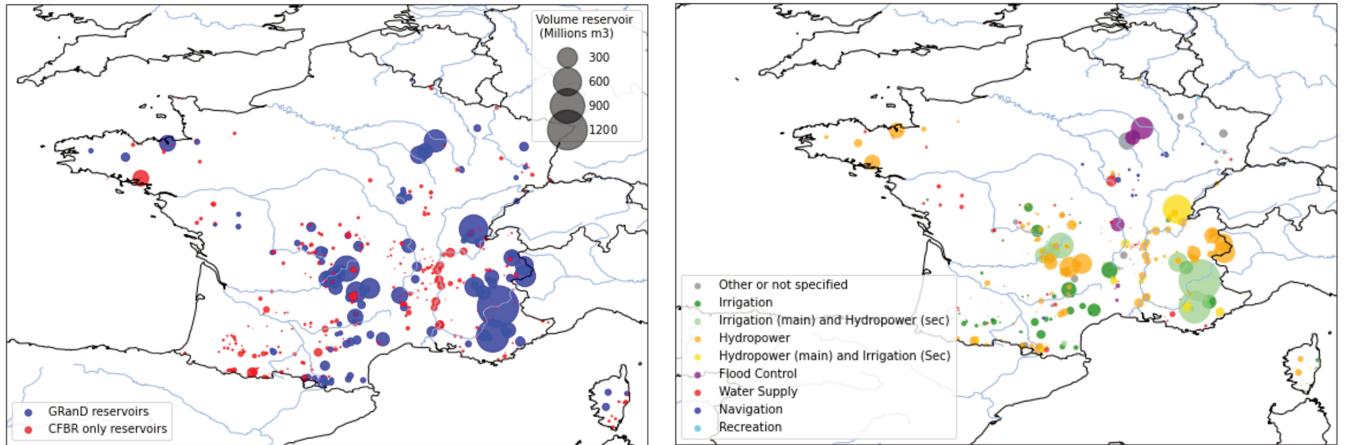 Volume reservoir
(Millions m3)
300
600
900
1200
GRanD reservoirs
CFBR only reservoirs
Other or not specified
Irrigation
Irrigation (main) and Hydropower (sec)
Hydropower
Hydropower (main) and Irrigation (Sec)
Flood Control
Water Supply
Navigation
Recreation